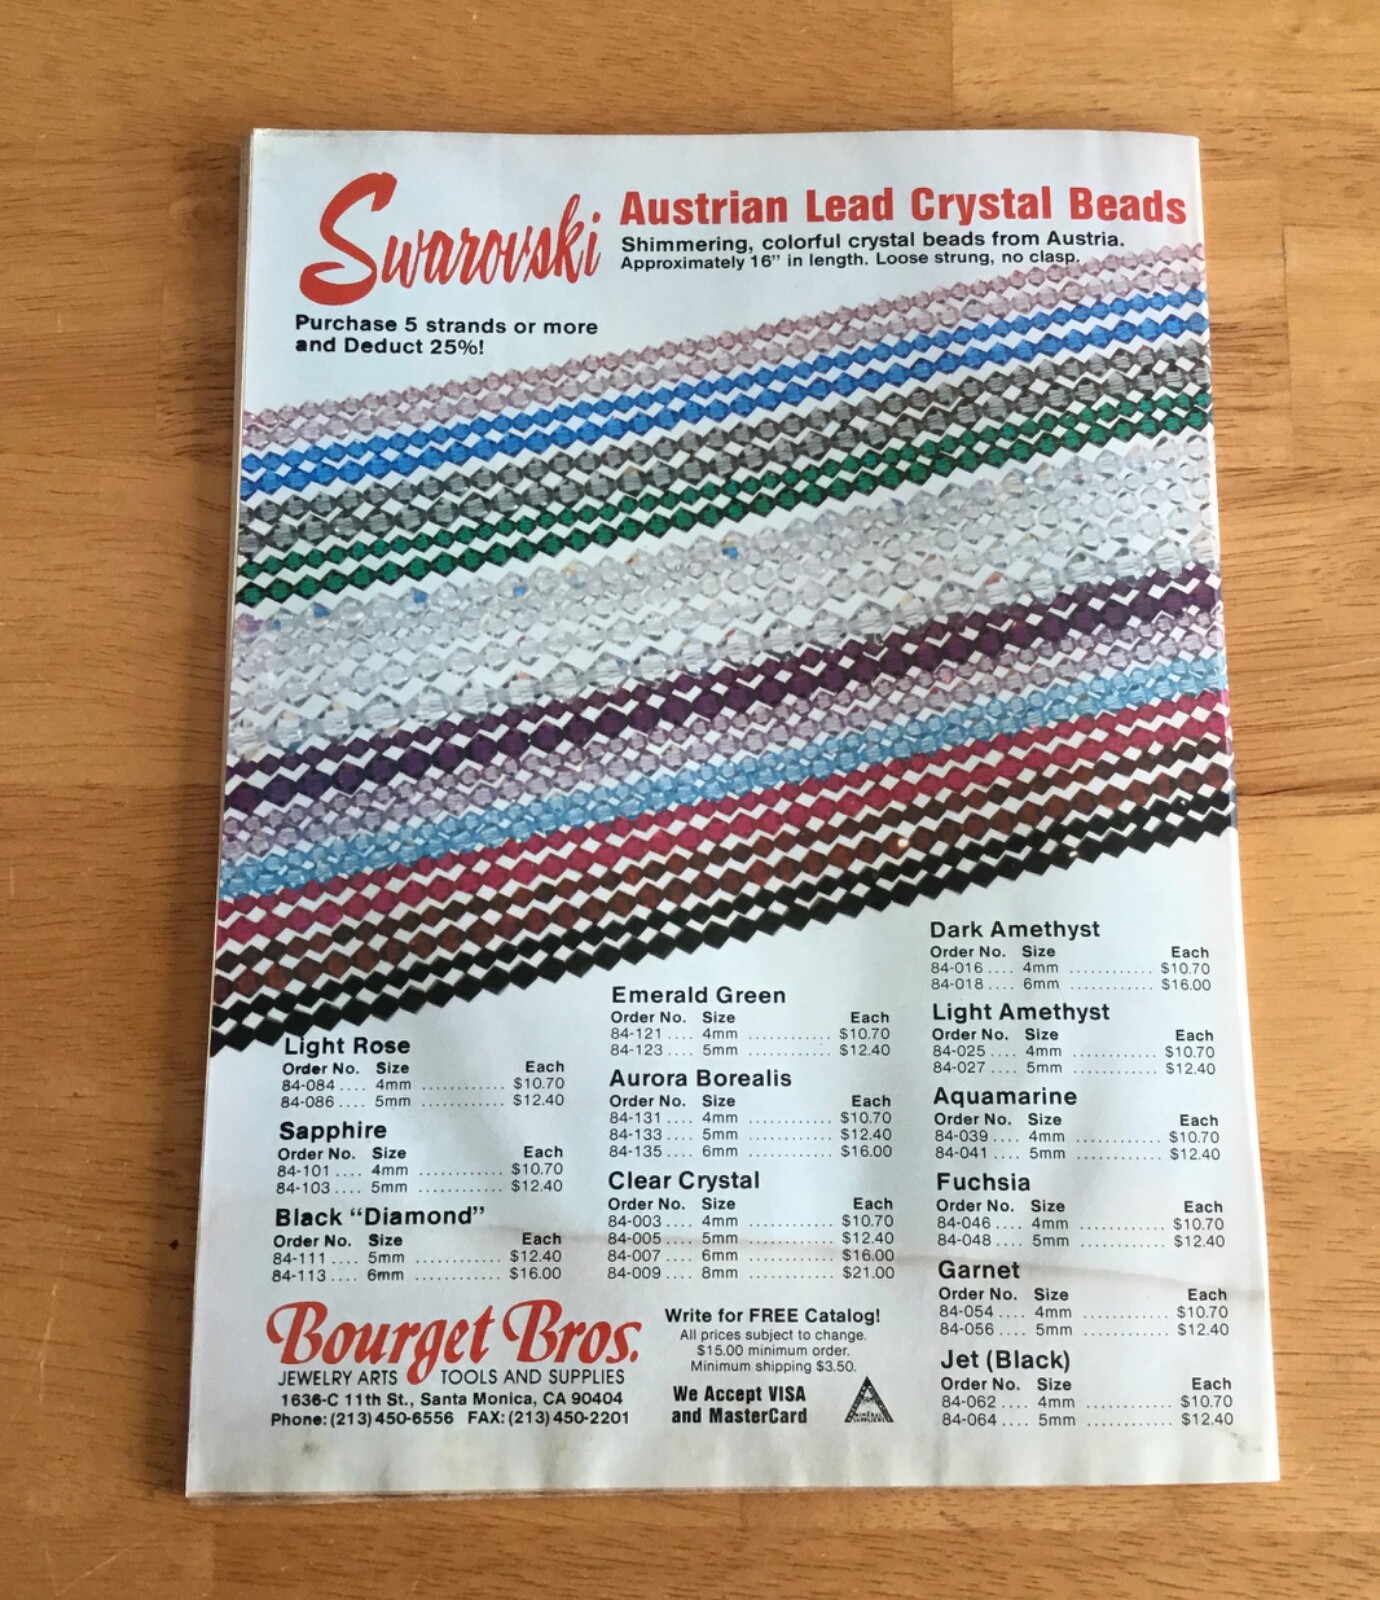 Swarovski
Austrian Lead Crystal Beads
Shimmering, colorful crystal beads from Austria.
Approximately 16" in length. Loose strung, no clasp.
Purchase 5 strands or more
and Deduct 25%!
Light Rose
Order No. Size Each
84-084 .... 4mm ........... $10.70
84-086 .... 5mm ........... $12.40
Sapphire
Order No. Size Each
84-101 .... 4mm ........... $10.70
84-103 .... 5mm ........... $12.40
Black “Diamond”
Order No. Size Each
84-111 .... 5mm ........... $12.40
84-113 .... 6mm ........... $16.00
Emerald Green
Order No. Size Each
84-121 .... 4mm ........... $10.70
84-123 .... 5mm ........... $12.40
Aurora Borealis
Order No. Size Each
84-131 .... 4mm ........... $10.70
84-133 .... 5mm ........... $12.40
84-135 .... 6mm ........... $16.00
Clear Crystal
Order No. Size Each
84-003 .... 4mm ........... $10.70
84-005 .... 5mm ........... $12.40
84-007 .... 6mm ........... $16.00
84-009 .... 8mm ........... $21.00
Dark Amethyst
Order No. Size Each
84-016 .... 4mm ........... $10.70
84-018 .... 6mm ........... $16.00
Light Amethyst
Order No. Size Each
84-025 .... 4mm ........... $10.70
84-027 .... 5mm ........... $12.40
Aquamarine
Order No. Size Each
84-039 .... 4mm ........... $10.70
84-041 .... 5mm ........... $12.40
Fuchsia
Order No. Size Each
84-046 .... 4mm ........... $10.70
84-048 .... 5mm ........... $12.40
Garnet
Order No. Size Each
84-054 .... 4mm ........... $10.70
84-056 .... 5mm ........... $12.40
Jet (Black)
Order No. Size Each
84-062 .... 4mm ........... $10.70
84-064 .... 5mm ........... $12.40
Bourget Bros.
JEWELRY ARTS TOOLS AND SUPPLIES
1636-C 11th St., Santa Monica, CA 90404
Phone: (213) 450-6556 FAX: (213) 450-2201
Write for FREE Catalog!
All prices subject to change.
$15.00 minimum order.
Minimum shipping $3.50.
We Accept VISA
and MasterCard